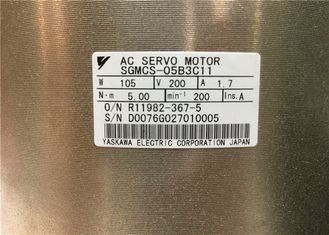 AC SERVO MOTOR
SGMCS-05B3C11
W 105 V 200 A 1.7
N·m 5.00 min-1 200 Ins.A
O/N R11982-367-5
S/N D0076G027010005
YASKAWA ELECTRIC CORPORATION JAPAN